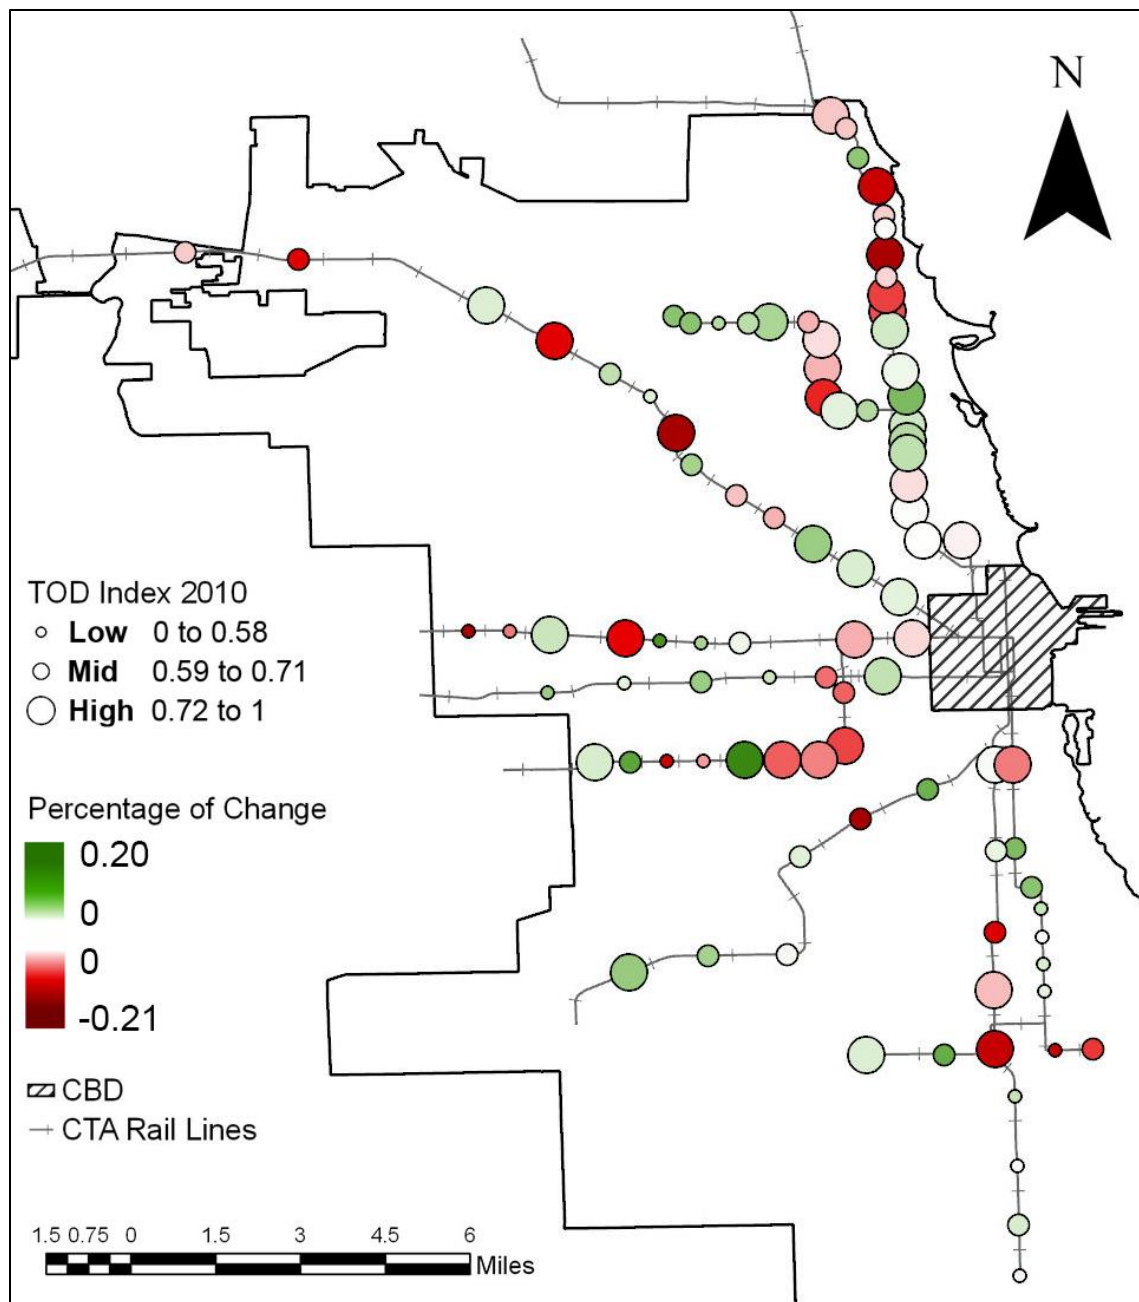 N
TOD Index 2010
Low 0 to 0.58
Mid 0.59 to 0.71
High 0.72 to 1
Percentage of Change
0.20
0
0
-0.21
CBD
CTA Rail Lines
1.5 0.75 0 1.5 3 4.5 6
Miles